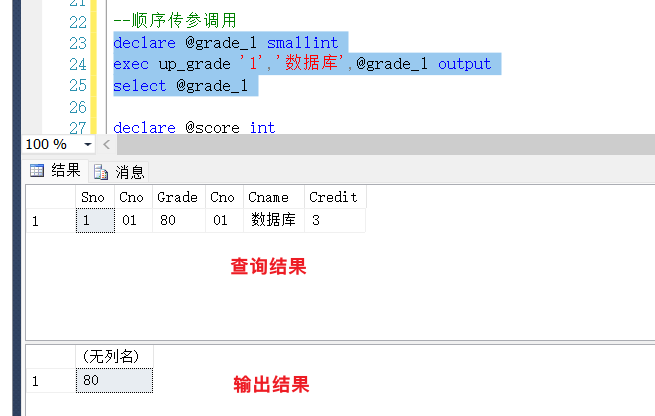 21
22 --顺序传参调用
23 declare @grade_1 smallint
24 exec up_grade '1','数据库',@grade_1 output
25 select @grade_1
26
27 declare @score int
100 %
结果 消息
Sno Cno Grade Cno Cname Credit
1 1 01 80 01 数据库 3
查询结果
(无列名)
1 80
输出结果